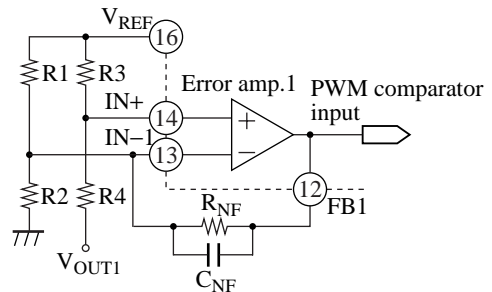 VREF
16
R1
R3
Error amp.1
PWM comparator
input
IN+
14
+
IN−1
13
−
12
R2
R4
FB1
RNF
VOUT1
CNF